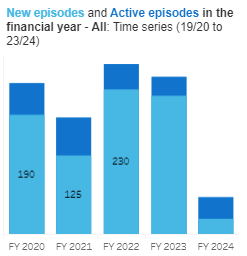 New episodes and Active episodes in the
financial year - All: Time series (19/20 to
23/24)
230
190
125
FY 2020 FY 2021 FY 2022 FY 2023 FY 2024